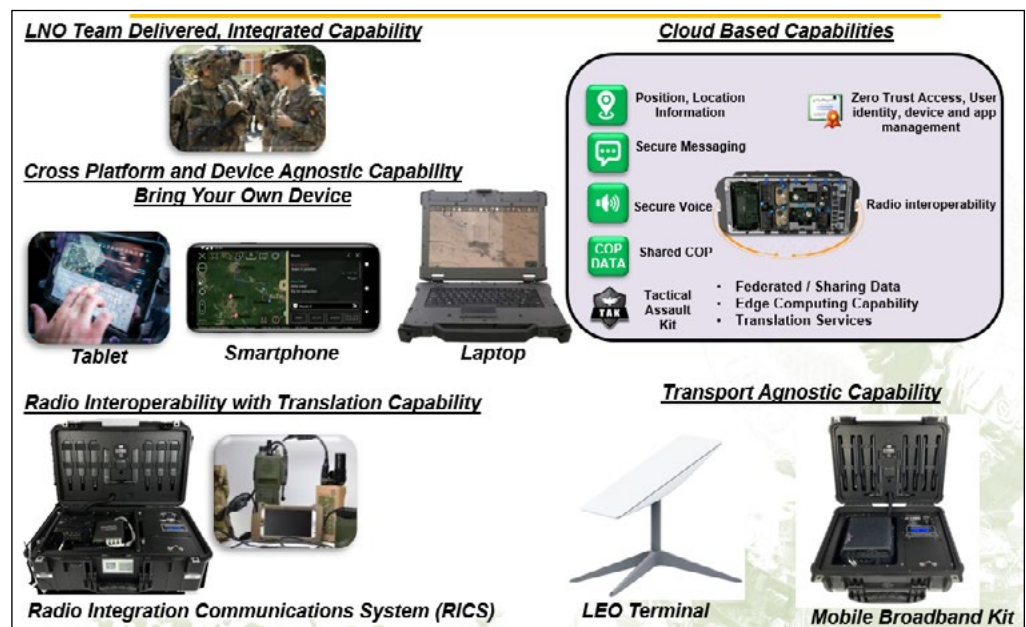 LNO Team Delivered, Integrated Capability
Cross Platform and Device Agnostic Capability
Bring Your Own Device
Tablet
Smartphone
Laptop
Radio Interoperability with Translation Capability
Radio Integration Communications System (RICS)
Cloud Based Capabilities
Position, Location
Information
Zero Trust Access, User
identity, device and app
management
Secure Messaging
Secure Voice
Radio interoperability
COP
DATA
Shared COP
TAK
Tactical
Assault
Kit
• Federated / Sharing Data
• Edge Computing Capability
• Translation Services
Transport Agnostic Capability
LEO Terminal
Mobile Broadband Kit